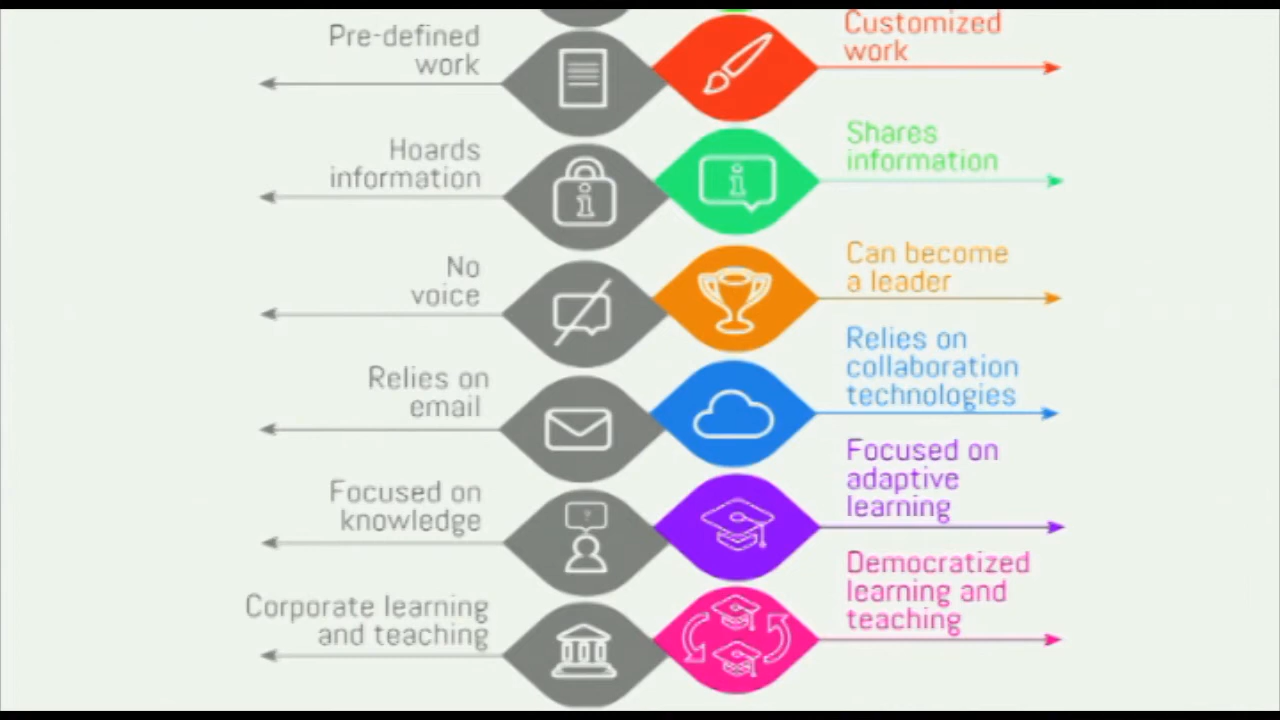 Pre-defined
work
Customized
work
Hoards
information
i
Shares
information
i
No
voice
Can become
a leader
Relies on
email
Relies on
collaboration
technologies
Focused on
knowledge
?
Focused on
adaptive
learning
Corporate learning
and teaching
Democratized
learning and
teaching